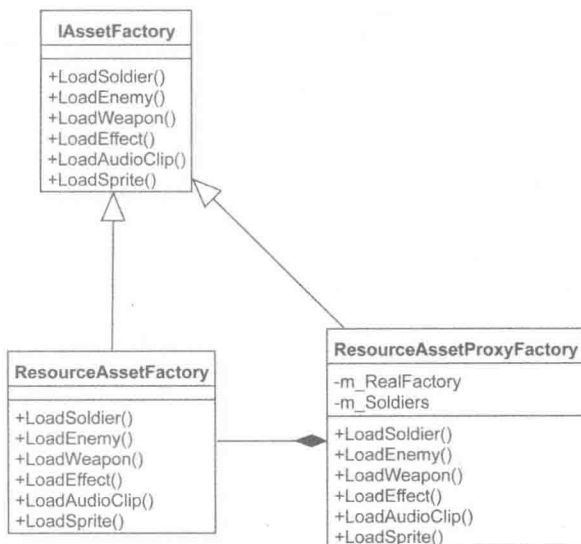 IAssetFactory
+LoadSoldier()
+LoadEnemy()
+LoadWeapon()
+LoadEffect()
+LoadAudioClip()
+LoadSprite()
ResourceAssetFactory
+LoadSoldier()
+LoadEnemy()
+LoadWeapon()
+LoadEffect()
+LoadAudioClip()
+LoadSprite()
ResourceAssetProxyFactory
-m_RealFactory
-m_Soldiers
+LoadSoldier()
+LoadEnemy()
+LoadWeapon()
+LoadEffect()
+LoadAudioClip()
+LoadSprite()